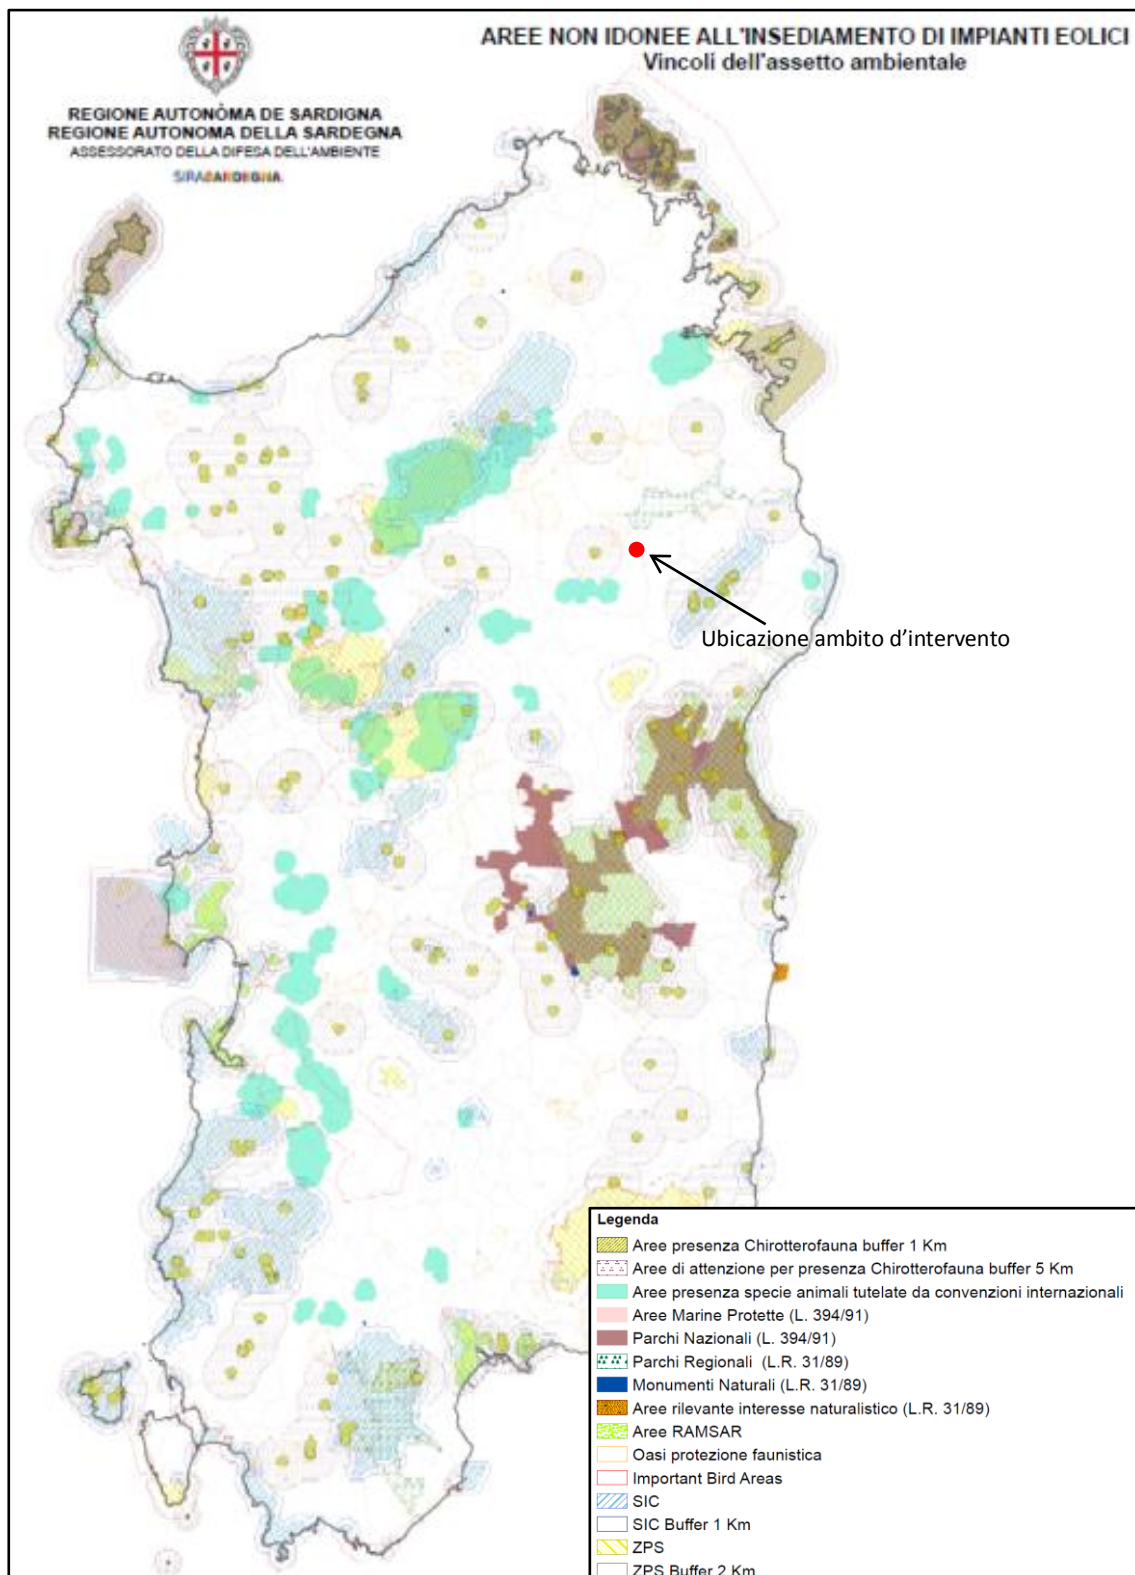 AREE NON IDONEE ALL'INSEDIAMENTO DI IMPIANTI EOLICI
Vincoli dell'assetto ambientale
REGIONE AUTONÒMA DE SARDIGNA
REGIONE AUTONOMA DELLA SARDEGNA
ASSESSORATO DELLA DIFESA DELL'AMBIENTE
SIRASARDEGNA
Ubicazione ambito d'intervento
Legenda
Aree presenza Chirotterofauna buffer 1 Km
Aree di attenzione per presenza Chirotterofauna buffer 5 Km
Aree presenza specie animali tutelate da convenzioni internazionali
Aree Marine Protette (L. 394/91)
Parchi Nazionali (L. 394/91)
Parchi Regionali (L.R. 31/89)
Monumenti Naturali (L.R. 31/89)
Aree rilevante interesse naturalistico (L.R. 31/89)
Aree RAMSAR
Oasi protezione faunistica
Important Bird Areas
SIC
SIC Buffer 1 Km
ZPS
ZPS Buffer 2 Km